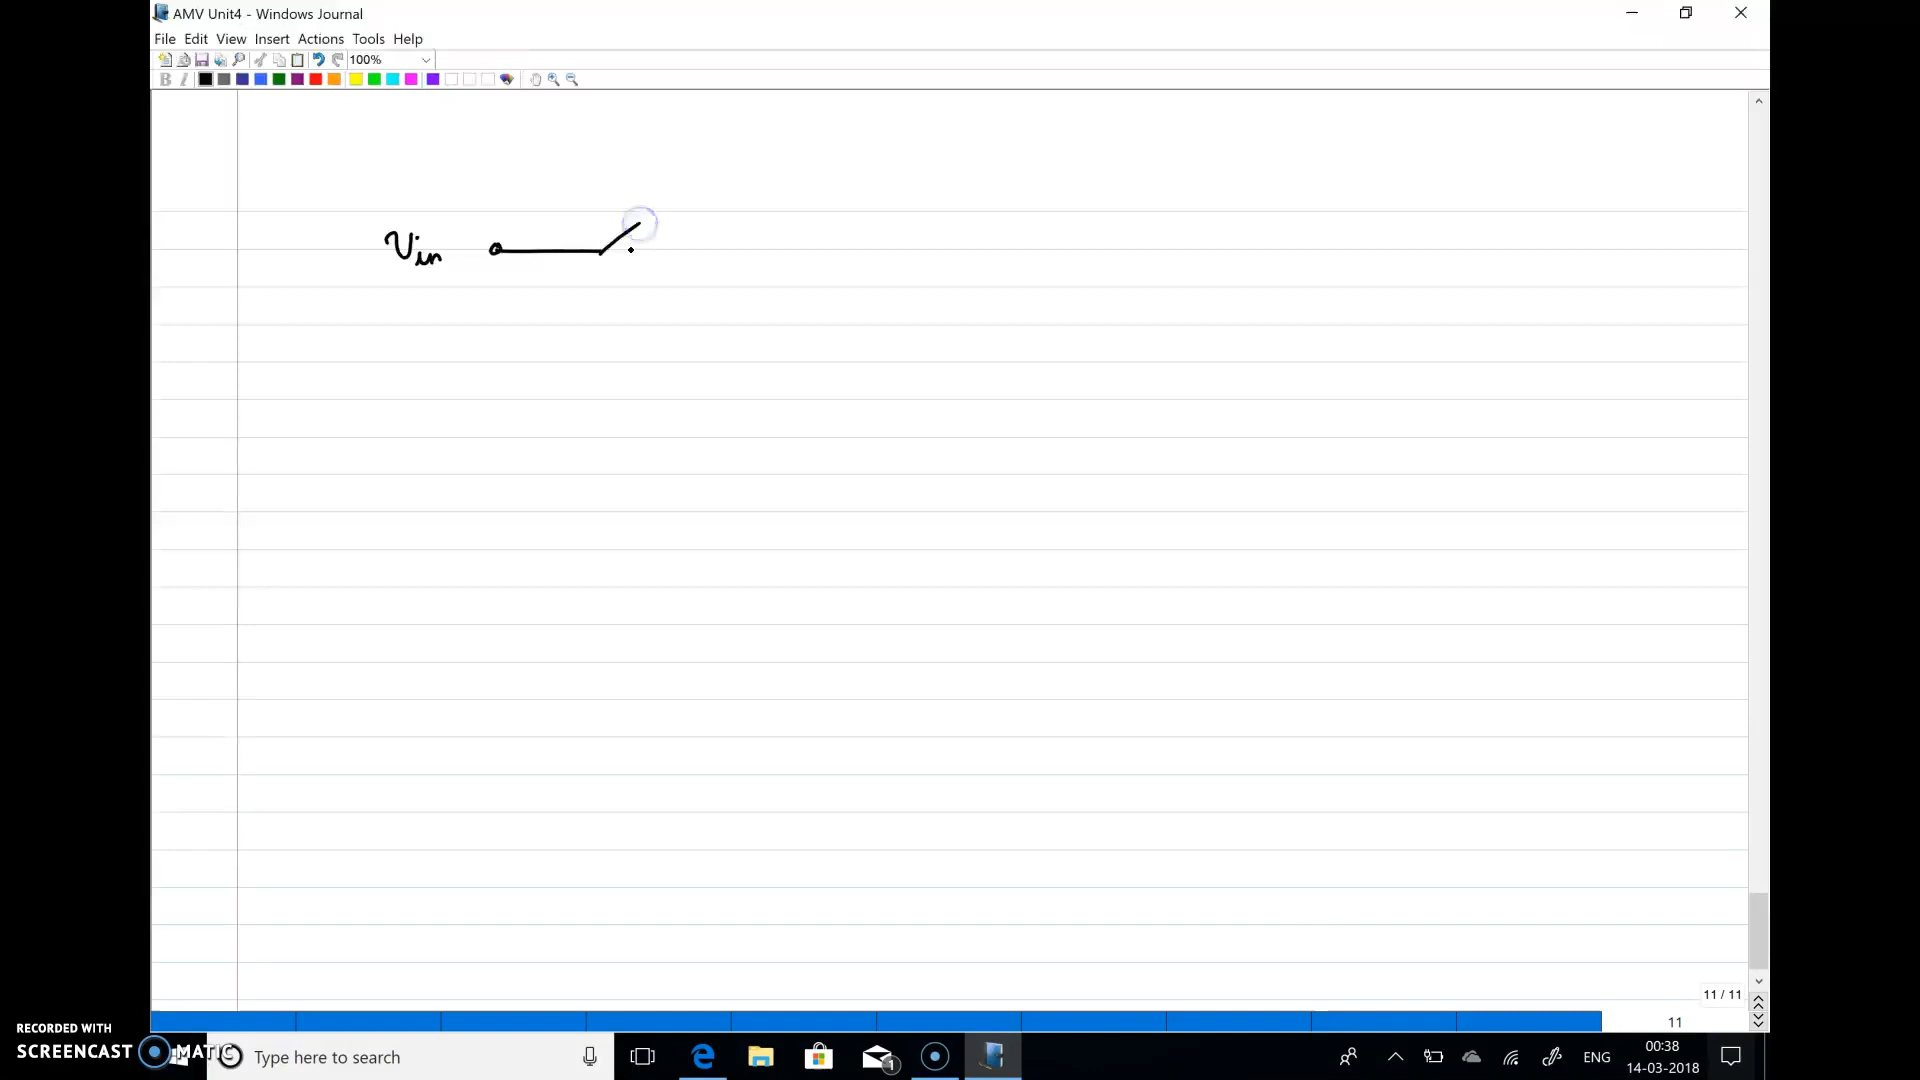 AMV Unit4 - Windows Journal
File Edit View Insert Actions Tools Help
100%
B I
Vin
11 / 11
11
RECORDED WITH
SCREENCAST MATIC
Type here to search
1
ENG
00:38
14-03-2018